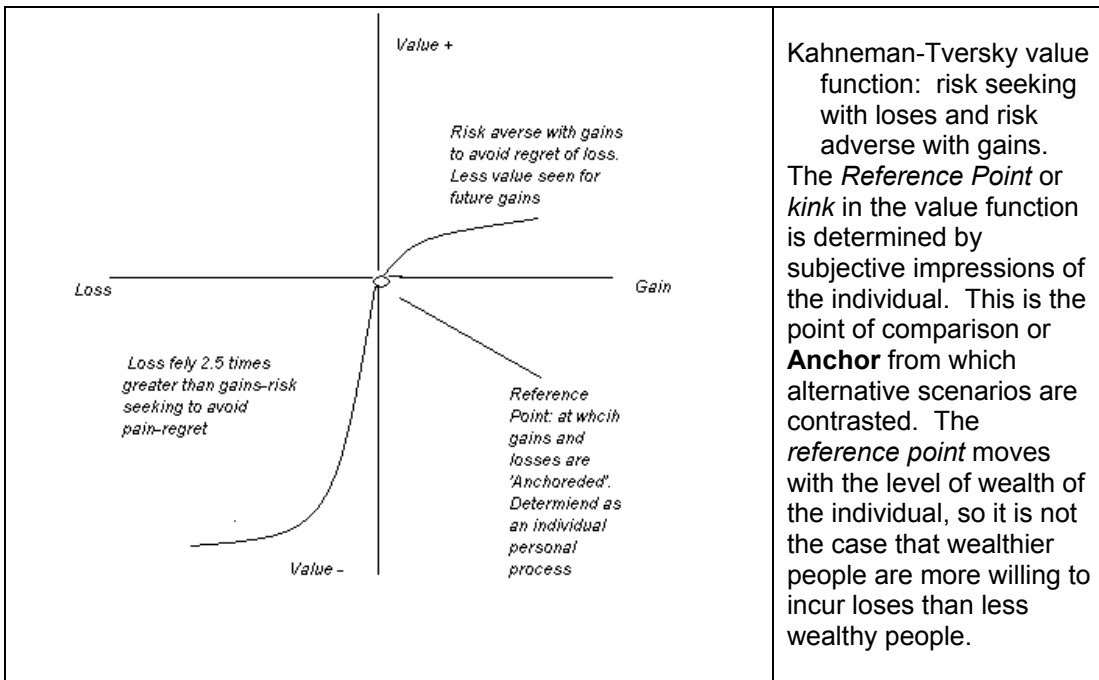 Value +
Risk averse with gains
to avoid regret of loss.
Less value seen for
future gains
Loss
Gain
Loss fely 2.5 times
greater than gains-risk
seeking to avoid
pain-regret
Reference
Point: at whcih
gains and
losses are
'Anchoreded'.
Determiend as
an individual
personal
process
Value -
Kahneman-Tversky value
function: risk seeking
with loses and risk
adverse with gains.
The Reference Point or
kink in the value function
is determined by
subjective impressions of
the individual. This is the
point of comparison or
Anchor from which
alternative scenarios are
contrasted. The
reference point moves
with the level of wealth of
the individual, so it is not
the case that wealthier
people are more willing to
incur loses than less
wealthy people.